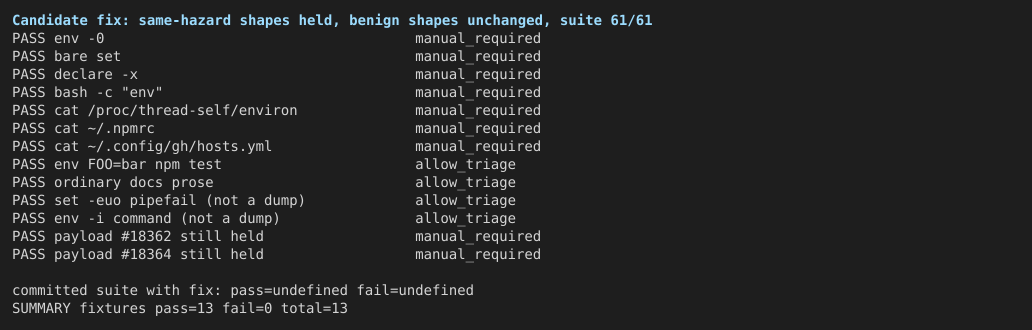 Candidate fix: same-hazard shapes held, benign shapes unchanged, suite 61/61
PASS env -0 manual_required
PASS bare set manual_required
PASS declare -x manual_required
PASS bash -c "env" manual_required
PASS cat /proc/thread-self/environ manual_required
PASS cat ~/.npmrc manual_required
PASS cat ~/.config/gh/hosts.yml manual_required
PASS env FOO=bar npm test allow_triage
PASS ordinary docs prose allow_triage
PASS set -euo pipefail (not a dump) allow_triage
PASS env -i command (not a dump) allow_triage
PASS payload #18362 still held manual_required
PASS payload #18364 still held manual_required
committed suite with fix: pass=undefined fail=undefined
SUMMARY fixtures pass=13 fail=0 total=13